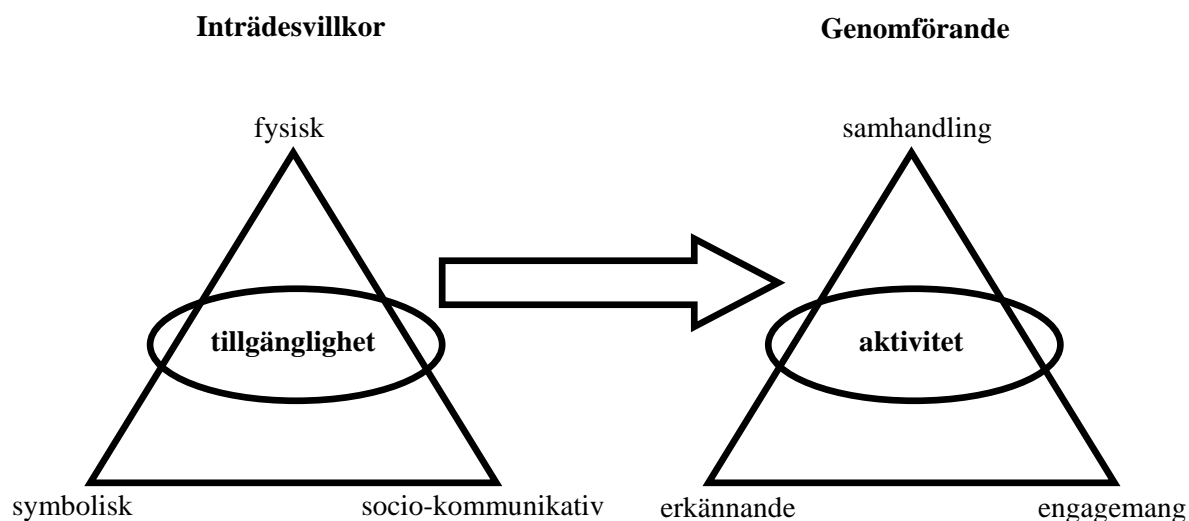 Inträdesvillkor
Genomförande
fysisk
samhandling
tillgänglighet
aktivitet
symbolisk
socio-kommunikativ
erkännande
engagemang